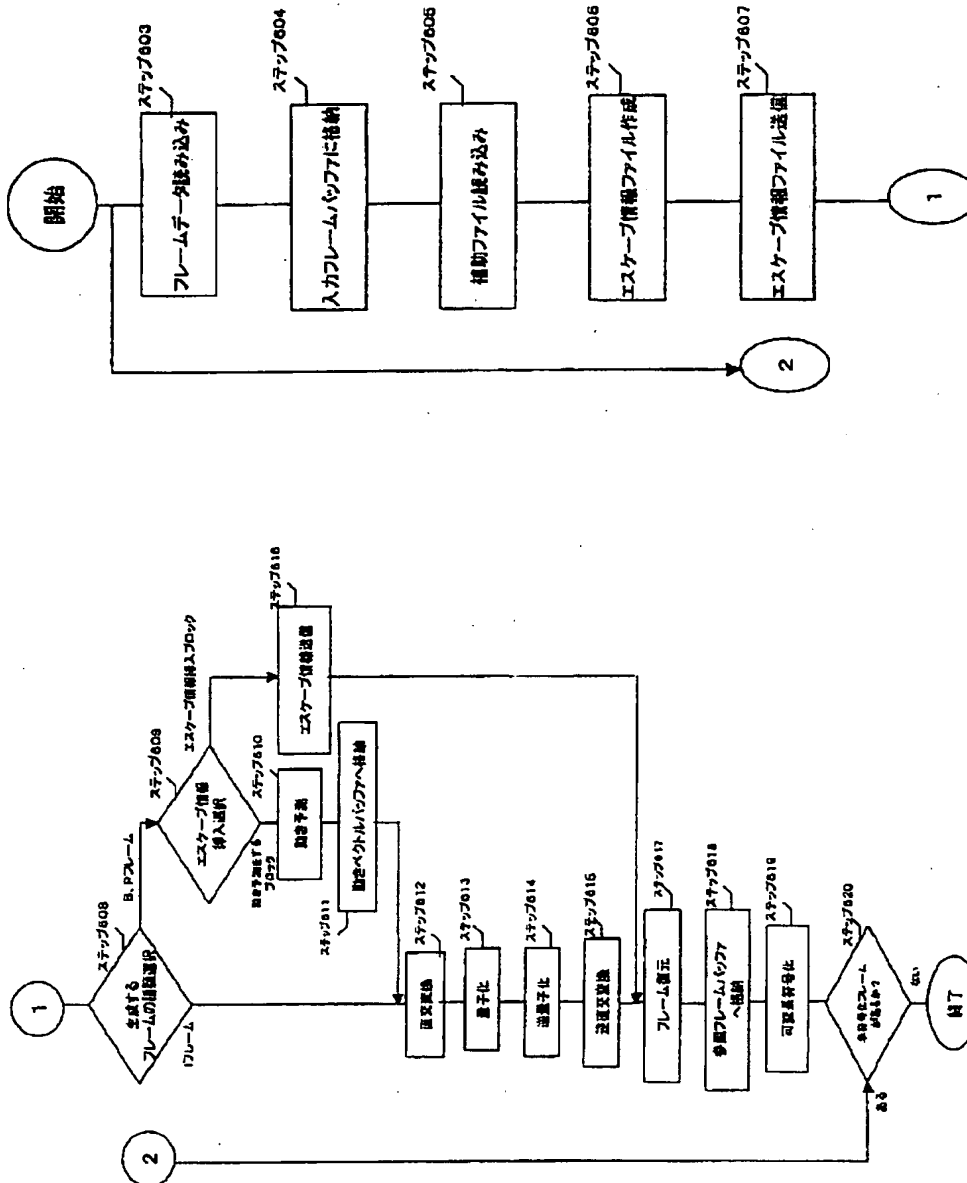 開始
ステップ603
フレームデータ読み込み
ステップ604
入力フレームバッファに格納
ステップ605
補助ファイル読み込み
ステップ606
エスケープ情報ファイル作成
ステップ607
エスケープ情報ファイル送信
1
2
1
ステップ608
生成する
フレームの種類選択
B, Pフレーム
Iフレーム
ステップ609
エスケープ情報
挿入選択
エスケープ情報挿入ブロック
ステップ616
エスケープ情報送信
動き予測をする
ブロック
ステップ610
動き予測
ステップ611
動きベクトルバッファへ格納
ステップ612
直交変換
ステップ613
量子化
ステップ614
逆量子化
ステップ615
逆直交変換
ステップ617
フレーム復元
ステップ618
参照フレームバッファ
へ格納
ステップ619
可変長符号化
ステップ620
未符号化フレーム
があるか?
ない
ある
終了
2